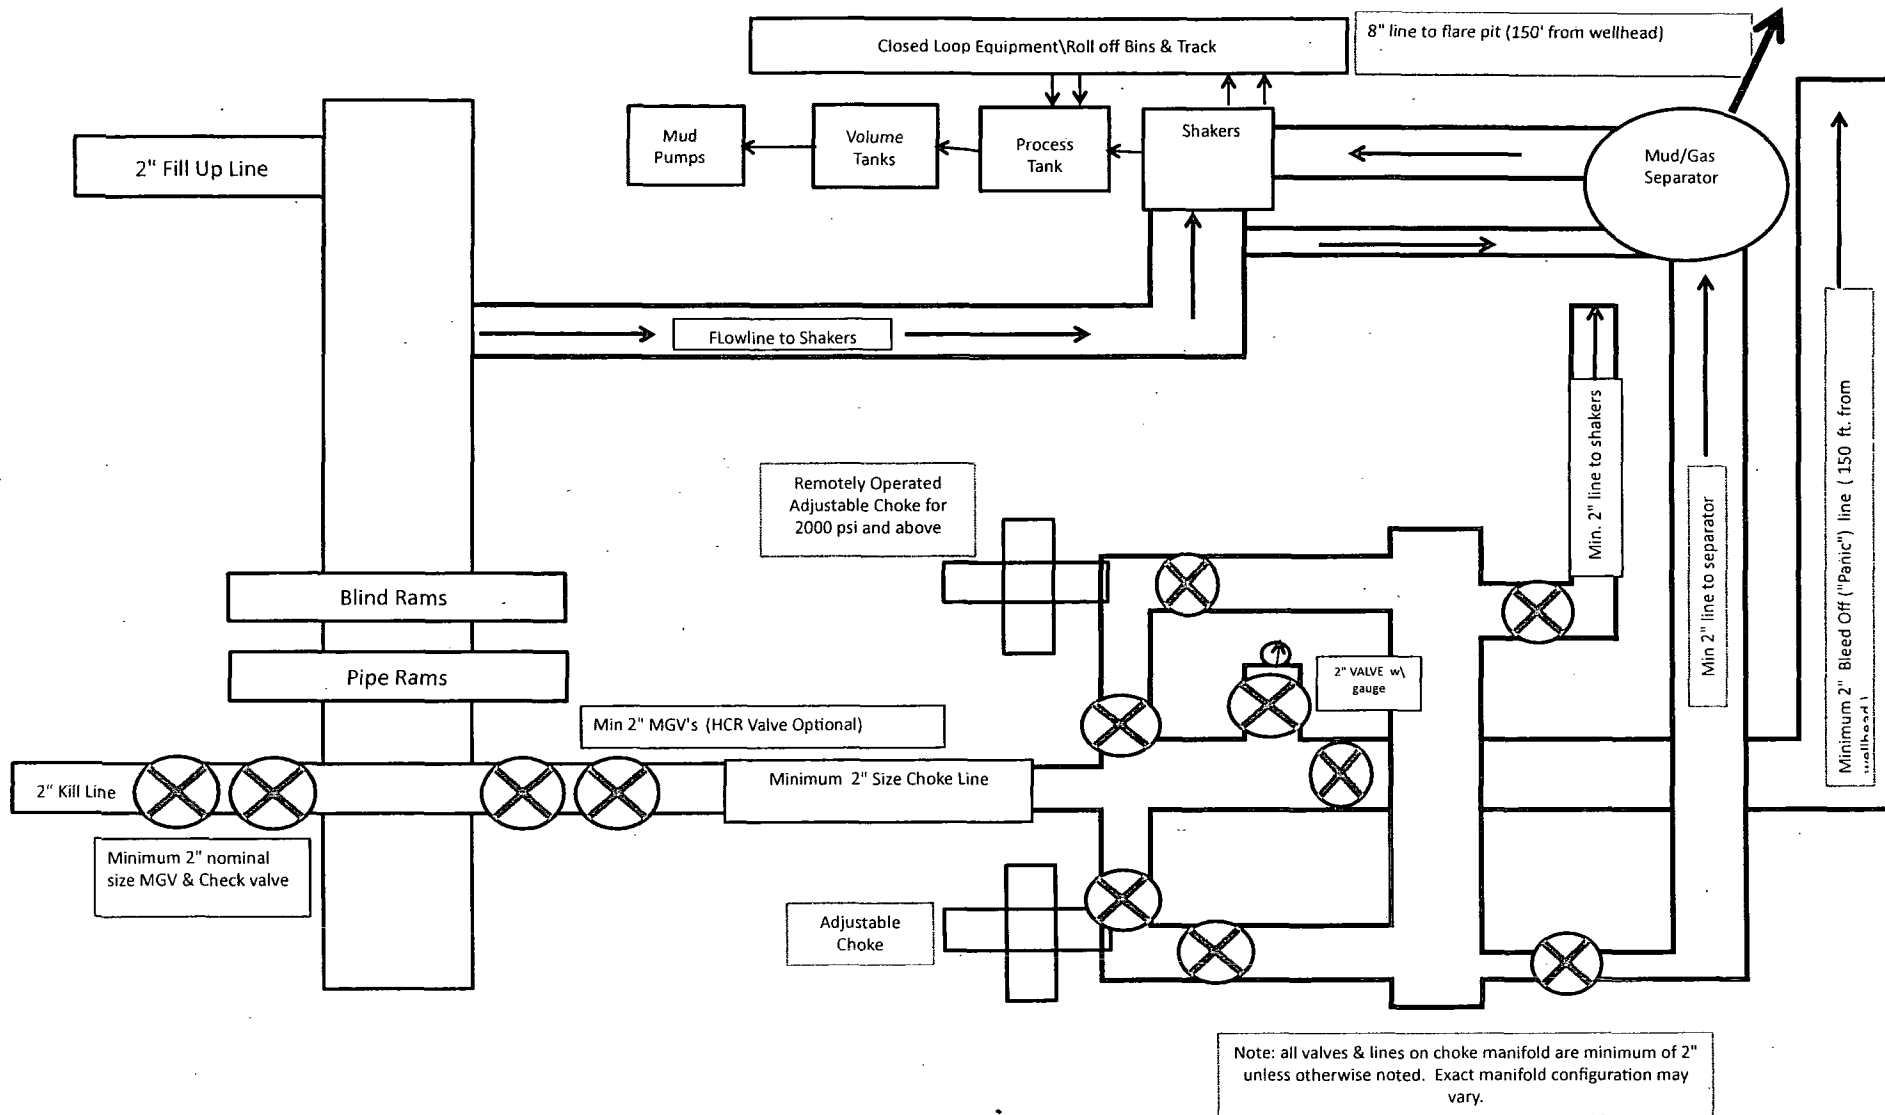 Closed Loop Equipment\Roll off Bins & Track
8" line to flare pit (150' from wellhead)
Mud
Pumps
Volume
Tanks
Process
Tank
Shakers
Mud/Gas
Separator
2" Fill Up Line
FLowline to Shakers
Min. 2" line to shakers
Min 2" line to separator
Minimum 2" Bleed Off ("Panic") line ( 150 ft. from
wellhead)
Remotely Operated
Adjustable Choke for
2000 psi and above
Blind Rams
Pipe Rams
2" VALVE w\
gauge
Min 2" MGV's (HCR Valve Optional)
2" Kill Line
Minimum 2" Size Choke Line
Minimum 2" nominal
size MGV & Check valve
Adjustable
Choke
Note: all valves & lines on choke manifold are minimum of 2"
unless otherwise noted. Exact manifold configuration may
vary.